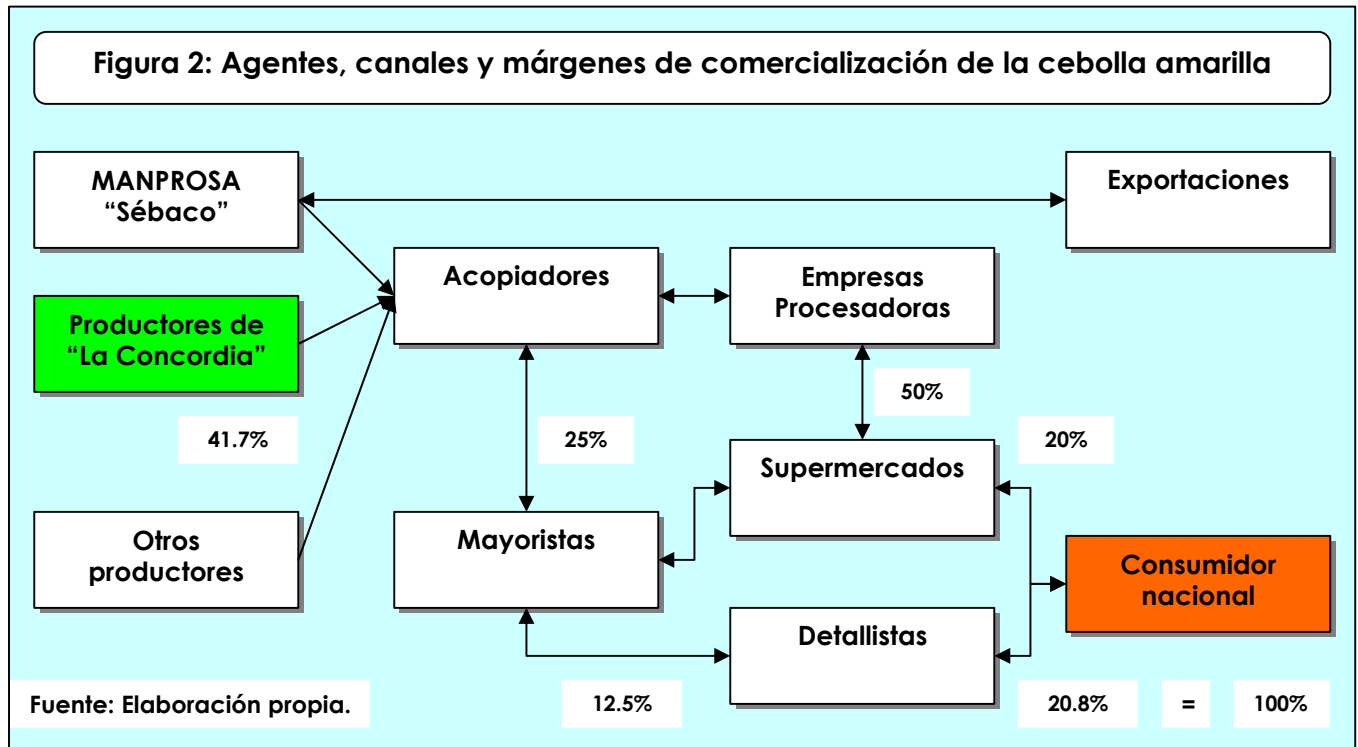 Figura 2: Agentes, canales y márgenes de comercialización de la cebolla amarilla
MANPROSA
“Sébaco”
Exportaciones
Acopiadores
Empresas
Procesadoras
Productores de
“La Concordia”
50%
41.7%
25%
20%
Supermercados
Otros
productores
Mayoristas
Consumidor
nacional
Detallistas
Fuente: Elaboración propia.
12.5%
20.8%
=
100%